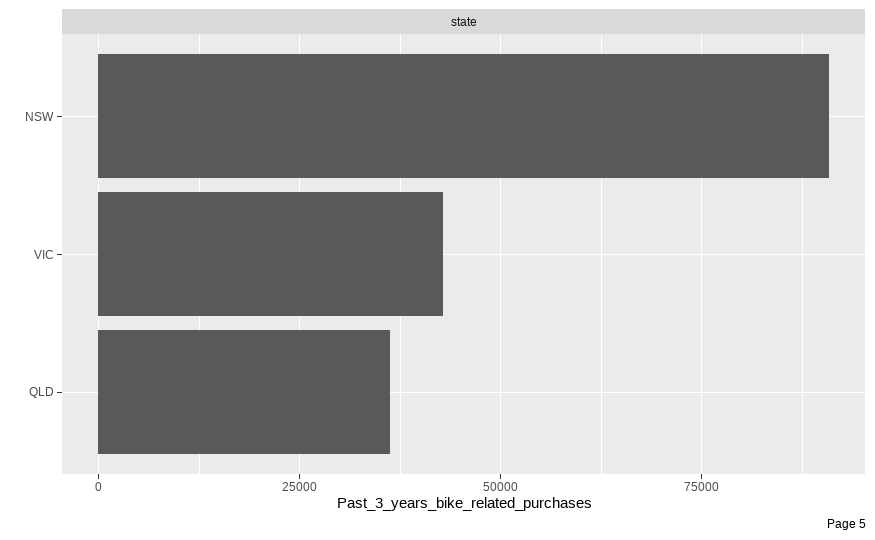 state
NSW
VIC
QLD
0 25000 50000 75000
Past_3_years_bike_related_purchases
Page 5